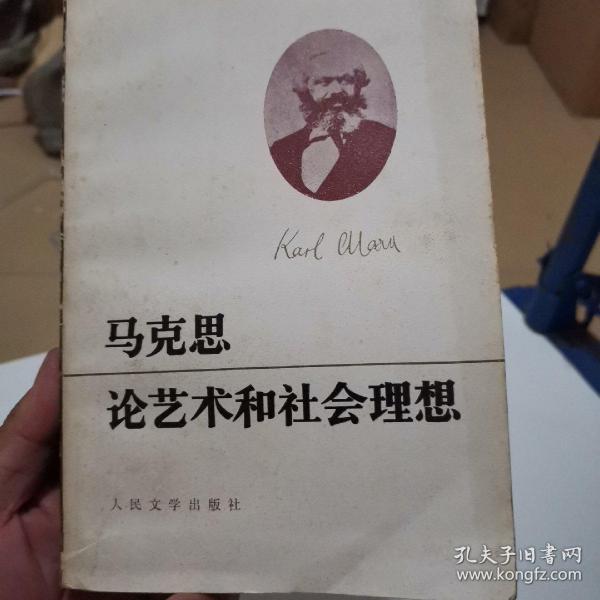 Karl Marx
马克思
论艺术和社会理想
人民文学出版社
孔夫子旧書网
www.kongfz.com